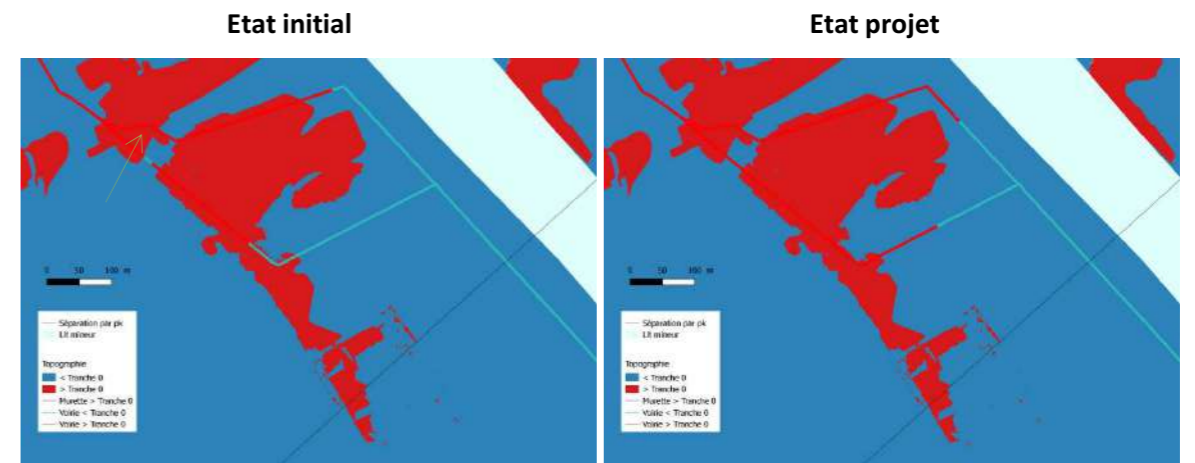 Etat initial
Etat projet
0 50 100 m
Séparation par pk
Lit mineur
Topographie
< Tranche 0
> Tranche 0
Murette > Tranche 0
Voirie < Tranche 0
Voirie > Tranche 0
0 50 100 m
Séparation par pk
Lit mineur
Topographie
< Tranche 0
> Tranche 0
Murette > Tranche 0
Voirie < Tranche 0
Voirie > Tranche 0